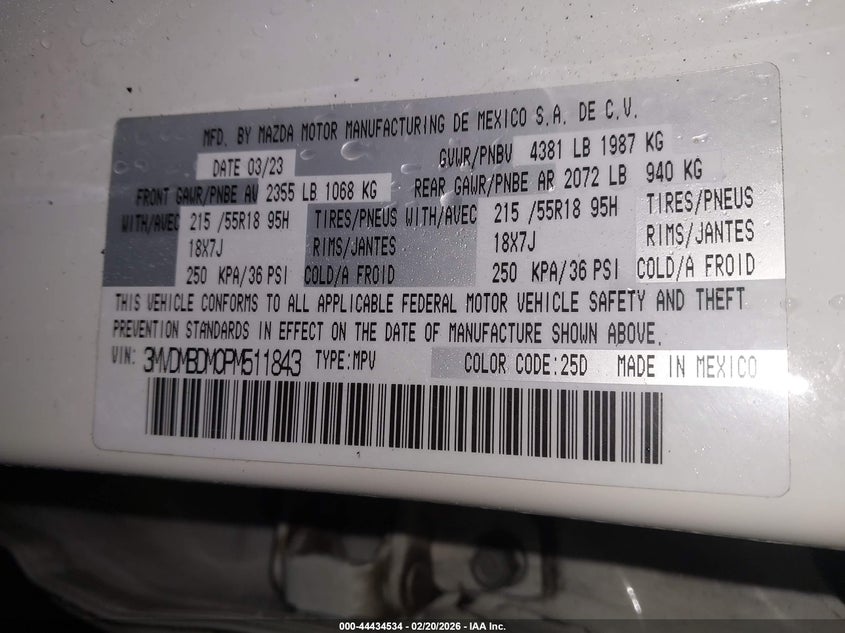 MFD. BY MAZDA MOTOR MANUFACTURING DE MEXICO S.A. DE C.V.
DATE 03/23 GVWR/PNBV 4381 LB 1987 KG
FRONT GAWR/PNBE AV 2355 LB 1068 KG REAR GAWR/PNBE AR 2072 LB 940 KG
WITH/AVEC 215 /55R18 95H TIRES/PNEUS WITH/AVEC 215 /55R18 95H TIRES/PNEUS
18X7J RIMS/JANTES 18X7J RIMS/JANTES
250 KPA/36 PSI COLD/A FROID 250 KPA/36 PSI COLD/A FROID
THIS VEHICLE CONFORMS TO ALL APPLICABLE FEDERAL MOTOR VEHICLE SAFETY AND THEFT
PREVENTION STANDARDS IN EFFECT ON THE DATE OF MANUFACTURE SHOWN ABOVE.
VIN: 3MVDMBDM0PM511843 TYPE:MPV COLOR CODE:25D MADE IN MEXICO
000-44434534 - 02/20/2026 - IAA Inc.